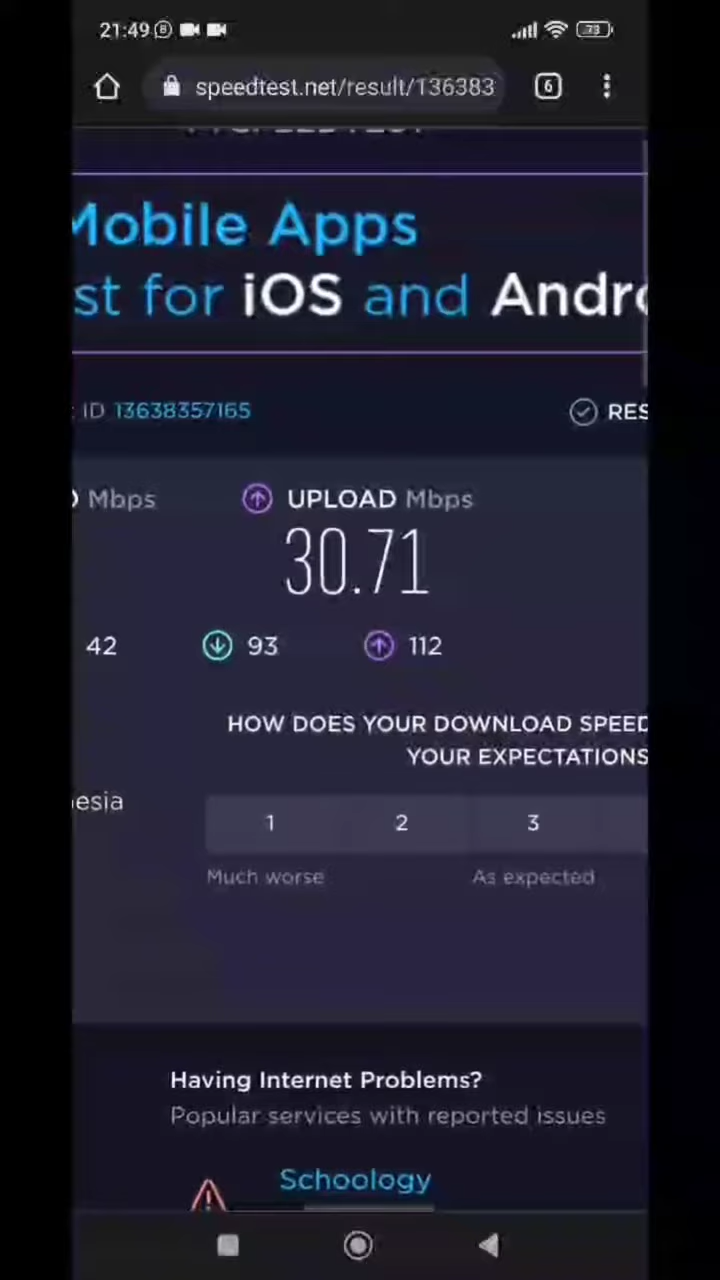 21:49
73
speedtest.net/result/136383
6
Mobile Apps
st for iOS and Andro
ID 13638357165
RES
Mbps
UPLOAD Mbps
30.71
42
93
112
HOW DOES YOUR DOWNLOAD SPEED
YOUR EXPECTATIONS
nesia
1
2
3
Much worse
As expected
Having Internet Problems?
Popular services with reported issues
Schoology